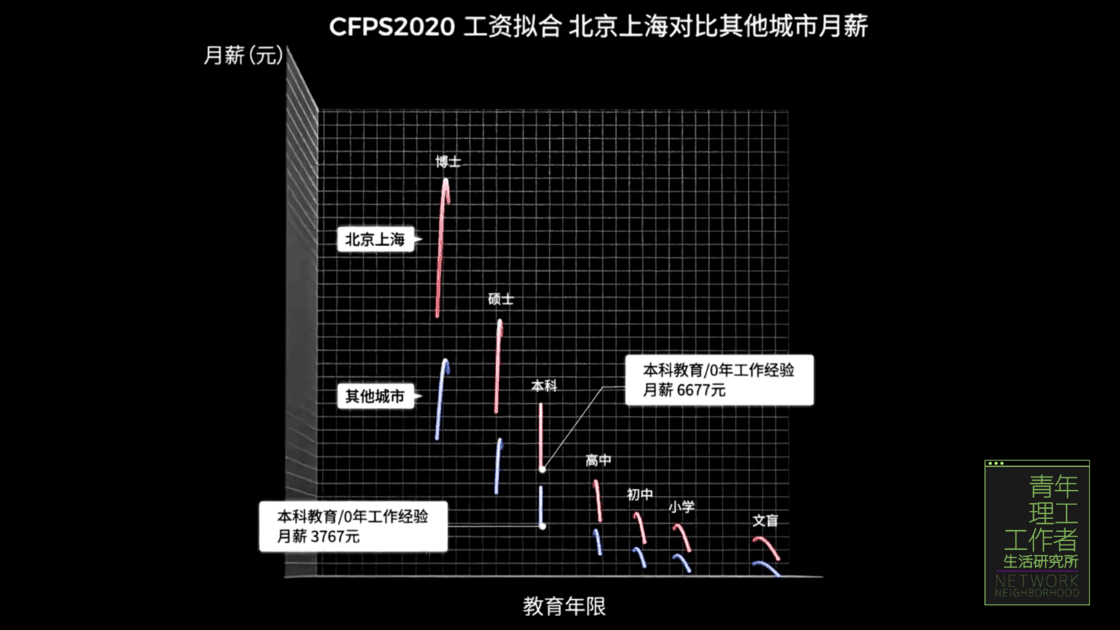 CFPS2020 工资拟合 北京上海对比其他城市月薪
月薪(元)
博士
北京上海
硕士
其他城市
本科
本科教育/0年工作经验
月薪 6677元
高中
初中
小学
文盲
本科教育/0年工作经验
月薪 3767元
教育年限
青年
理工
工作者
生活研究所
NETWORK
NEIGHBORHOOD